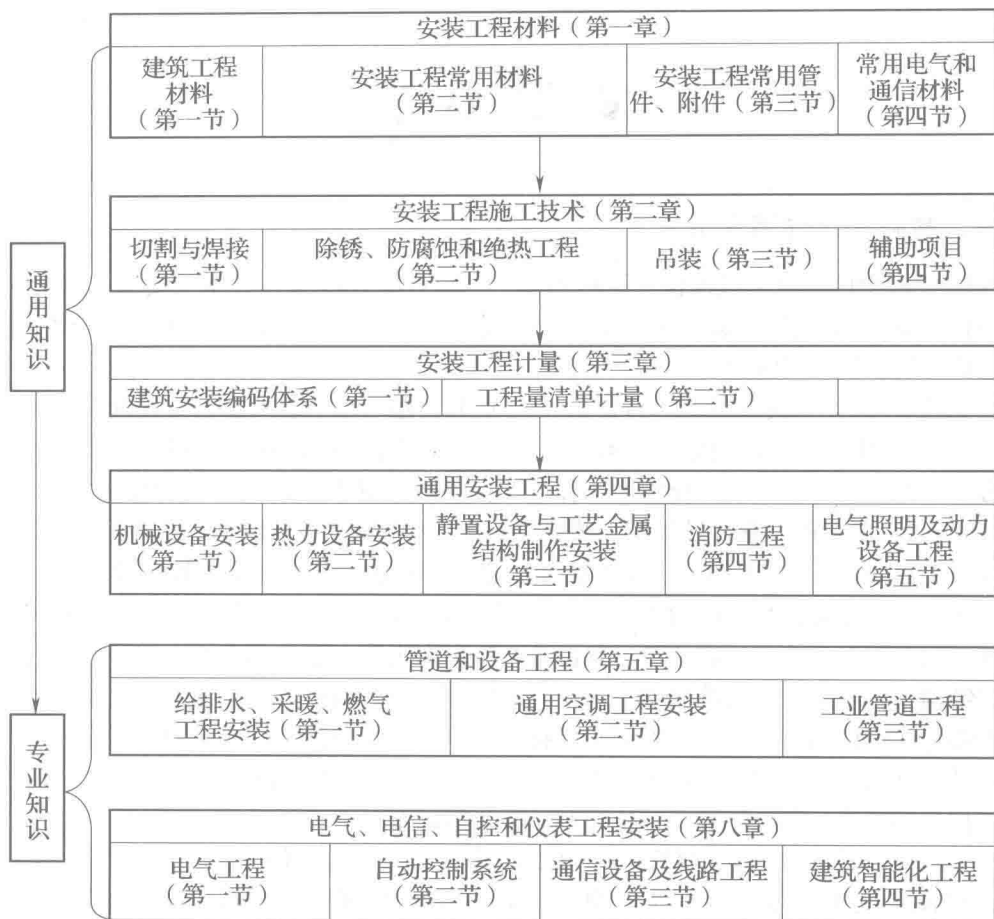 安装工程材料（第一章）
建筑工程
材料
（第一节）
安装工程常用材料
（第二节）
安装工程常用管
件、附件（第三节）
常用电气和
通信材料
（第四节）
安装工程施工技术（第二章）
切割与焊接
（第一节）
除锈、防腐蚀和绝热工程
（第二节）
吊装（第三节）
辅助项目
（第四节）
通用知识
安装工程计量（第三章）
建筑安装编码体系（第一节）
工程量清单计量（第二节）
通用安装工程（第四章）
机械设备安装
（第一节）
热力设备安装
（第二节）
静置设备与工艺金属
结构制作安装
（第三节）
消防工程
（第四节）
电气照明及动力
设备工程
（第五节）
管道和设备工程（第五章）
给排水、采暖、燃气
工程安装（第一节）
通用空调工程安装
（第二节）
工业管道工程
（第三节）
专业知识
电气、电信、自控和仪表工程安装（第八章）
电气工程
（第一节）
自动控制系统
（第二节）
通信设备及线路工程
（第三节）
建筑智能化工程
（第四节）